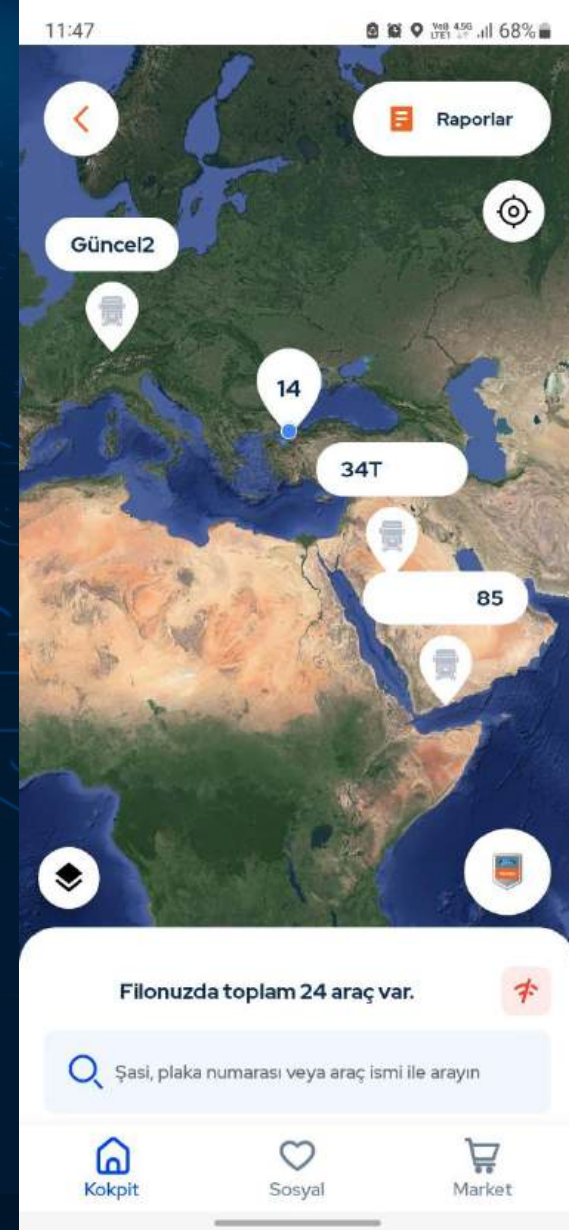 11:47
68%
Raporlar
Güncel2
14
34T
85
Filonuzda toplam 24 araç var.
Şasi, plaka numarası veya araç ismi ile arayın
Kokpit
Sosyal
Market